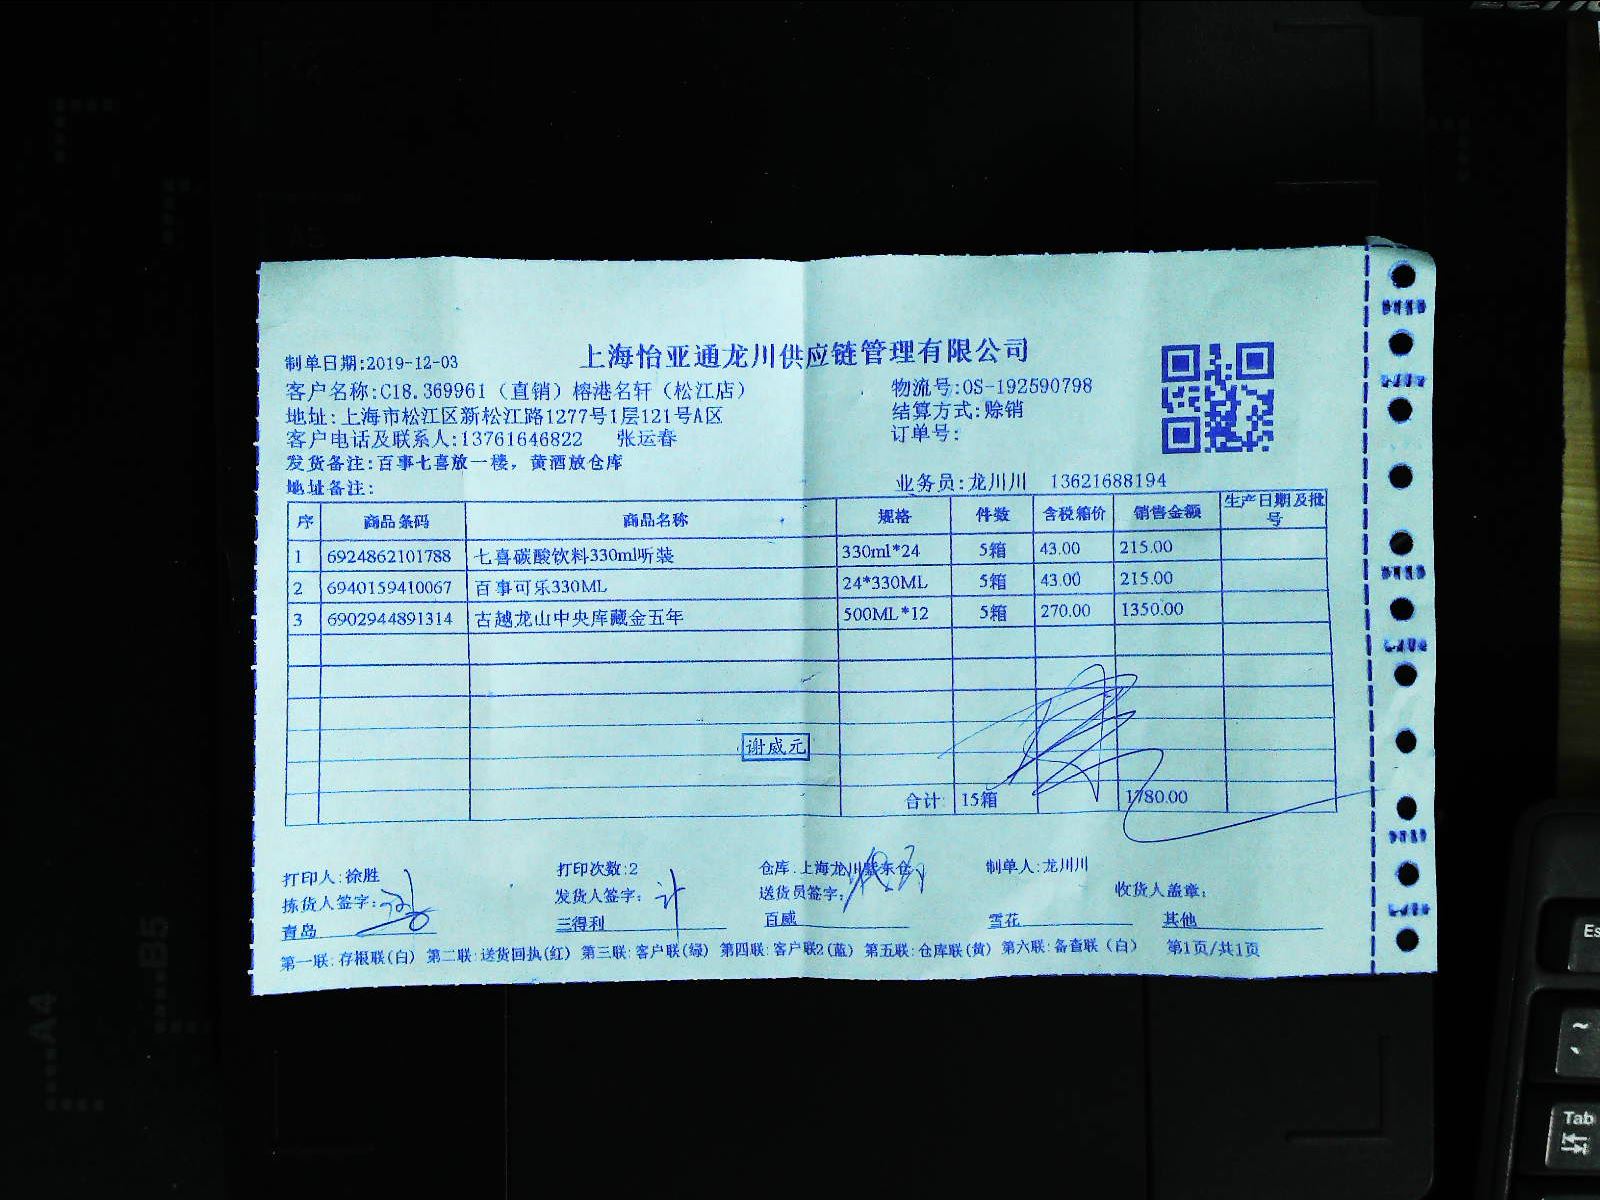 上海怡亚通龙川供应链管理有限公司
制单日期:2019-12-03
客户名称:C18.369961（直销）榕港名轩（松江店） 物流号:OS-192590798
地址:上海市松江区新松江路1277号1层121号A区 结算方式:赊销
客户电话及联系人:13761646822 张运春 订单号:
发货备注:百事七喜放一楼，黄酒放仓库
地址备注: 业务员:龙川川 13621688194
序 商品条码 商品名称 规格 件数 含税箱价 销售金额 生产日期及批号
1 6924862101788 七喜碳酸饮料330ml听装 330ml*24 5箱 43.00 215.00
2 6940159410067 百事可乐330ML 24*330ML 5箱 43.00 215.00
3 6902944891314 古越龙山中央库藏金五年 500ML*12 5箱 270.00 1350.00
谢威元
合计: 15箱 1780.00
打印人:徐胜 打印次数:2 仓库:上海龙川紫东仓 制单人:龙川川
拣货人签字: 发货人签字: 送货员签字: 收货人盖章:
青岛 三得利 百威 雪花 其他
第一联:存根联(白) 第二联:送货回执(红) 第三联:客户联(绿) 第四联:客户联2(蓝) 第五联:仓库联(黄) 第六联:备查联（白） 第1页/共1页
A4
B5
Es
~
Tab